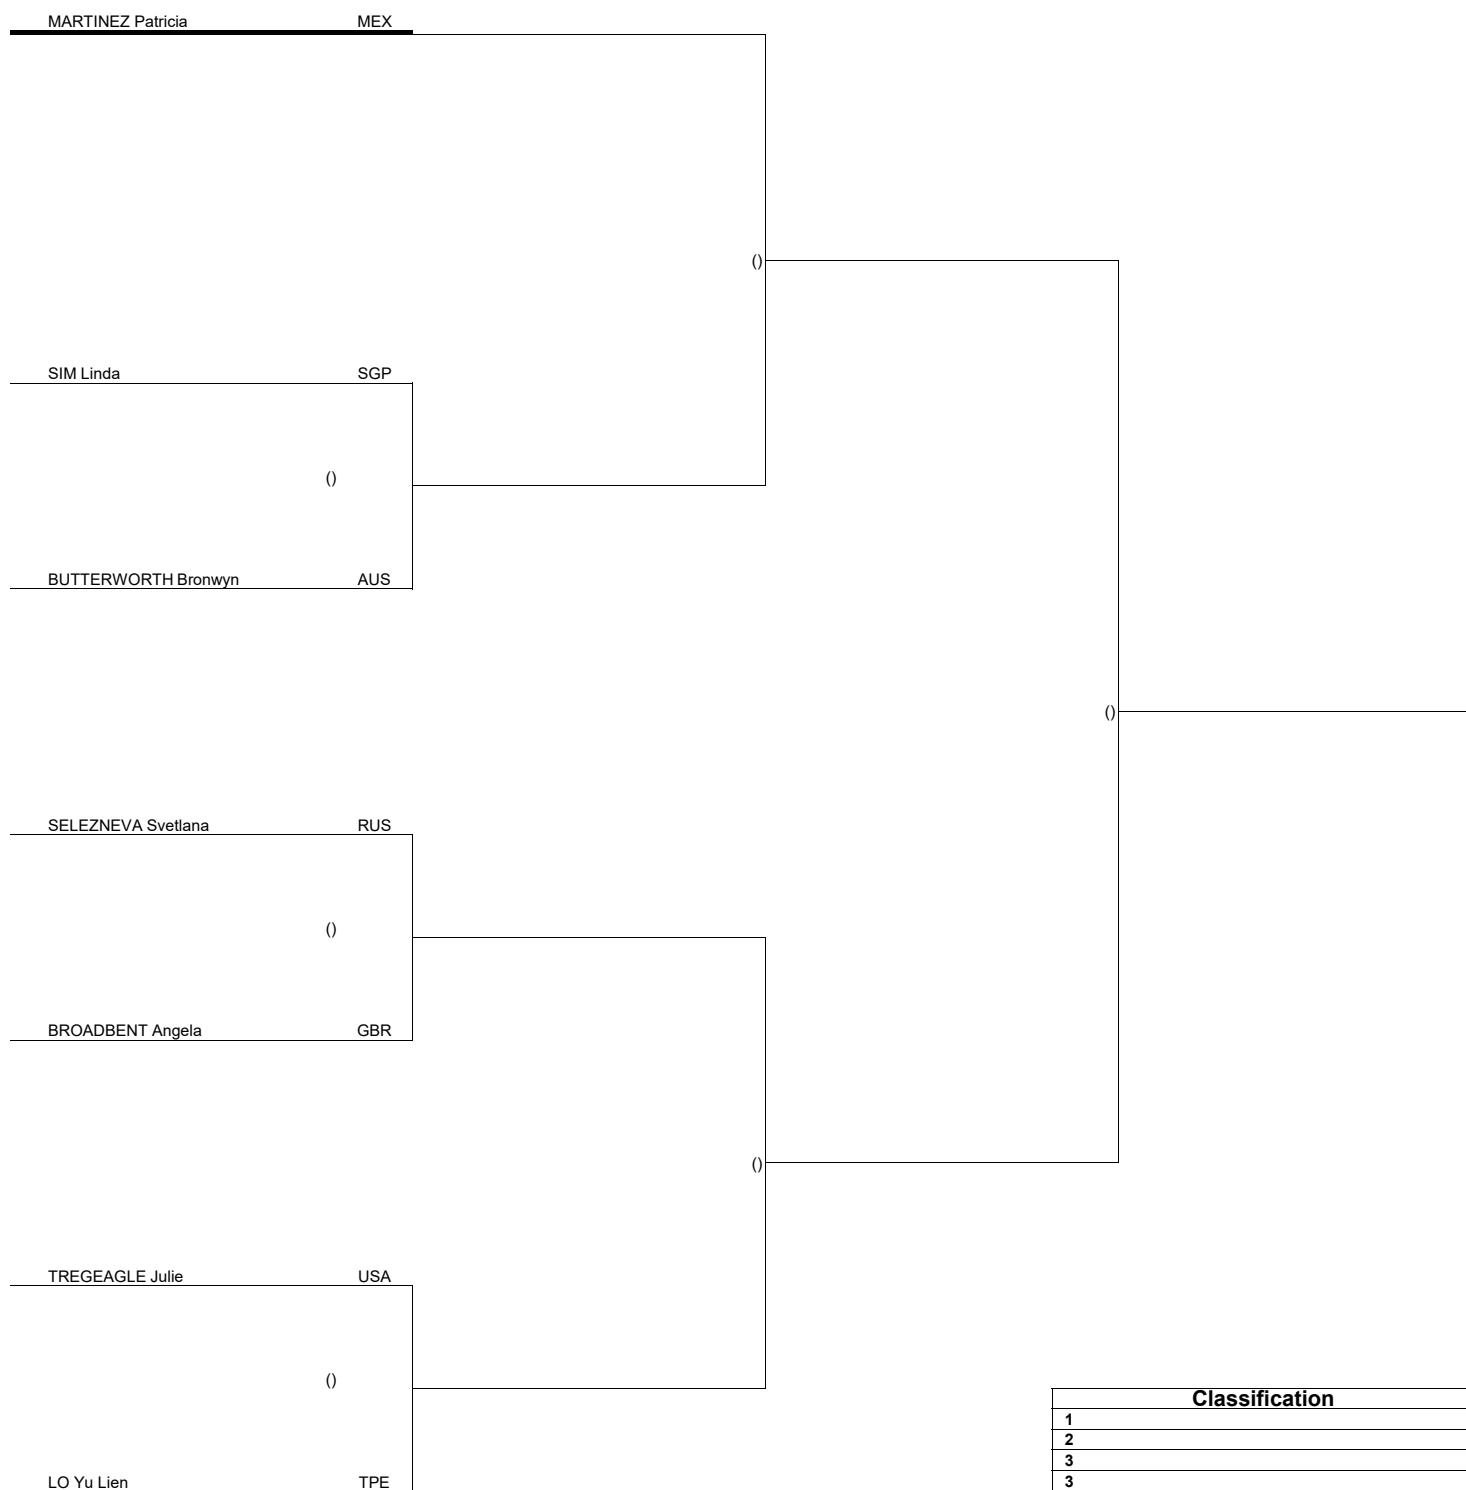 MARTINEZ Patricia MEX
()
SIM Linda SGP
()
BUTTERWORTH Bronwyn AUS
()
SELEZNEVA Svetlana RUS
()
BROADBENT Angela GBR
()
TREGEAGLE Julie USA
()
LO Yu Lien TPE
Classification
1
2
3
3